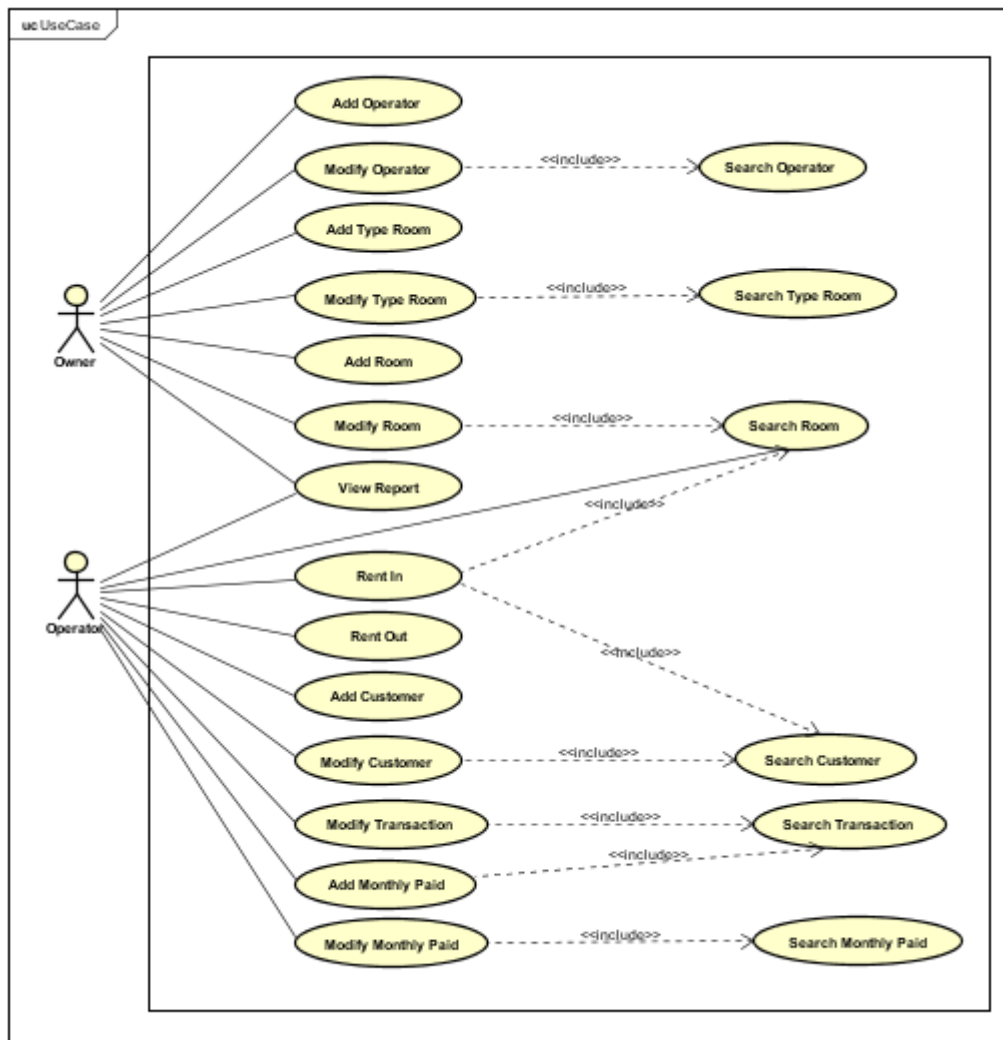 uc UseCase
Add Operator
Modify Operator
<<include>>
Search Operator
Add Type Room
Modify Type Room
<<include>>
Search Type Room
Owner
Add Room
Modify Room
<<include>>
Search Room
View Report
<<include>>
Operator
Rent In
Rent Out
<<include>>
Add Customer
Modify Customer
<<include>>
Search Customer
Modify Transaction
<<include>>
Search Transaction
<<include>>
Add Monthly Paid
Modify Monthly Paid
<<include>>
Search Monthly Paid